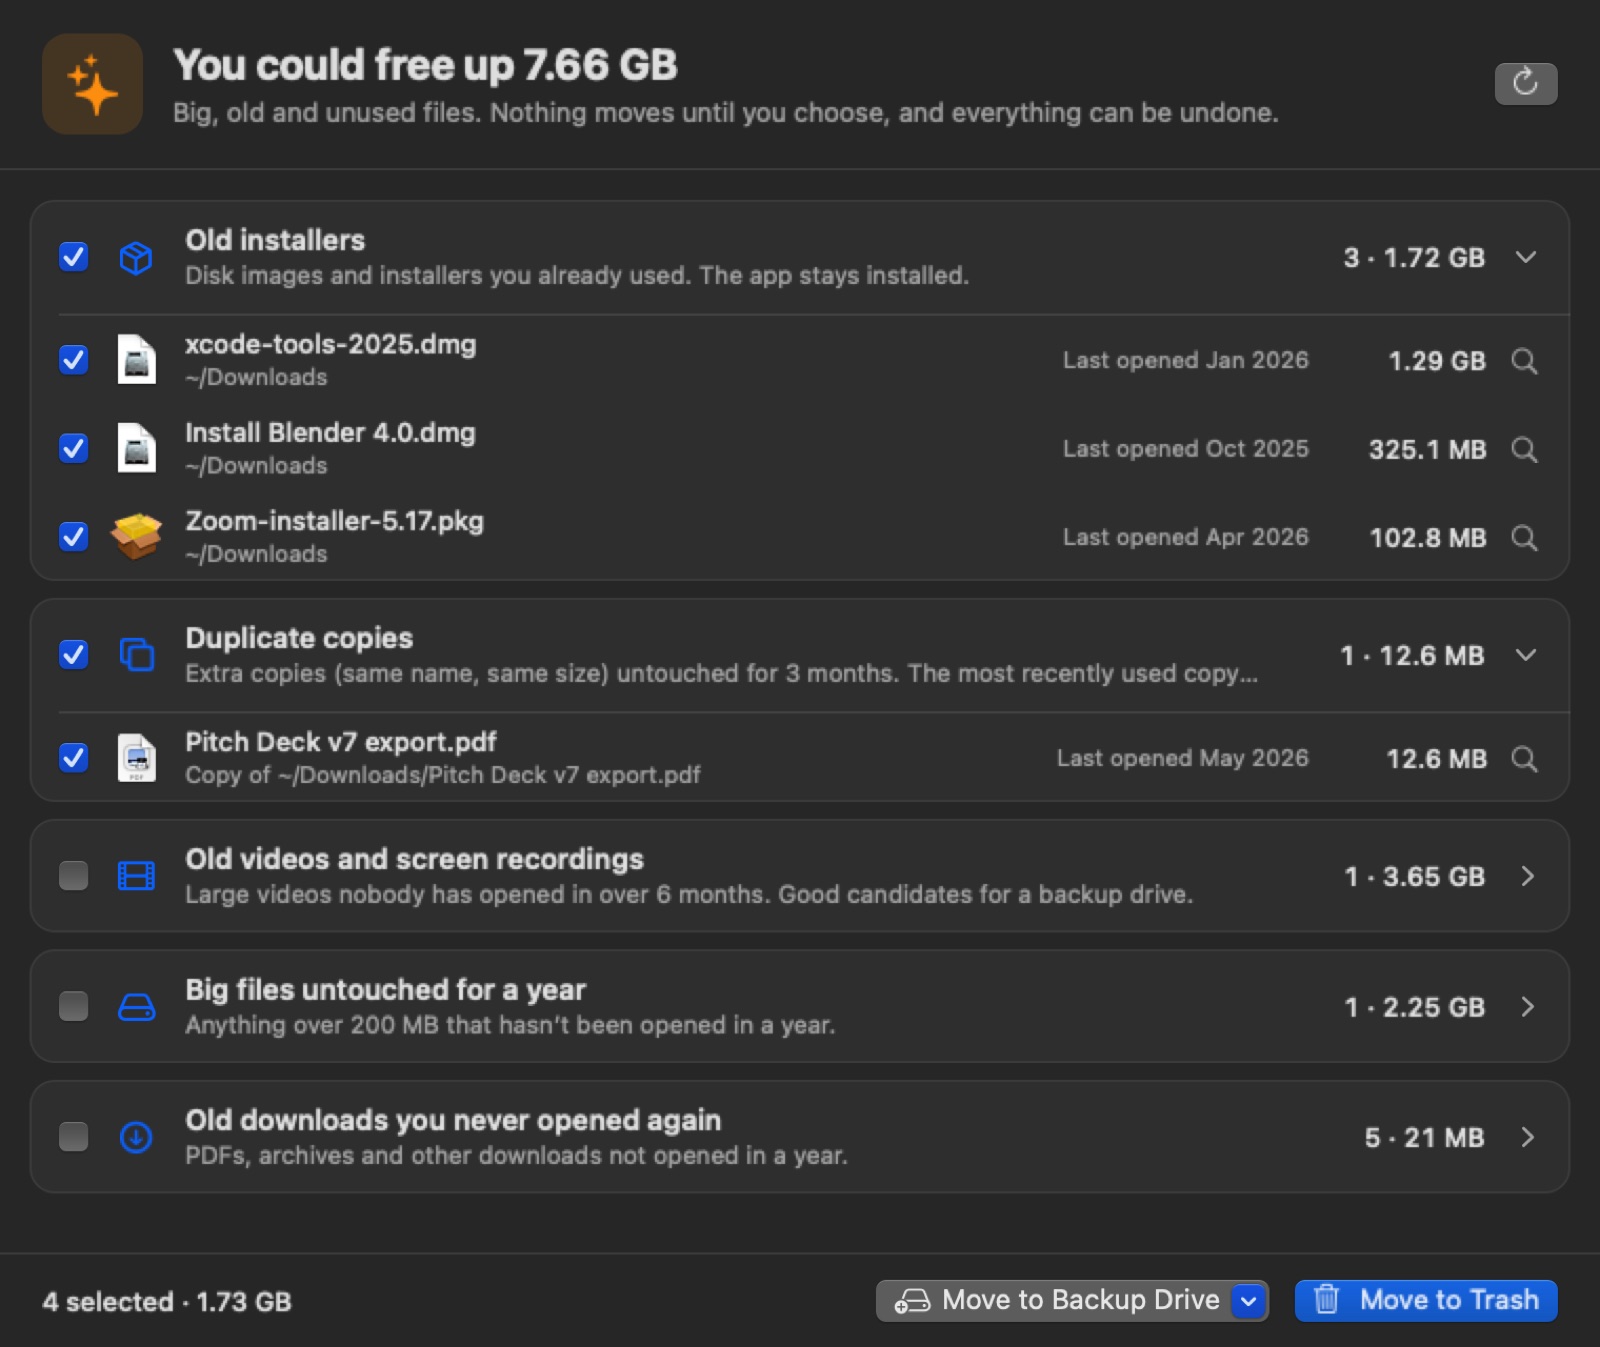 You could free up 7.66 GB
Big, old and unused files. Nothing moves until you choose, and everything can be undone.
Old installers
Disk images and installers you already used. The app stays installed.
3 · 1.72 GB
xcode-tools-2025.dmg
~/Downloads
Last opened Jan 2026
1.29 GB
Install Blender 4.0.dmg
~/Downloads
Last opened Oct 2025
325.1 MB
Zoom-installer-5.17.pkg
~/Downloads
Last opened Apr 2026
102.8 MB
Duplicate copies
Extra copies (same name, same size) untouched for 3 months. The most recently used copy...
1 · 12.6 MB
Pitch Deck v7 export.pdf
Copy of ~/Downloads/Pitch Deck v7 export.pdf
Last opened May 2026
12.6 MB
Old videos and screen recordings
Large videos nobody has opened in over 6 months. Good candidates for a backup drive.
1 · 3.65 GB
Big files untouched for a year
Anything over 200 MB that hasn't been opened in a year.
1 · 2.25 GB
Old downloads you never opened again
PDFs, archives and other downloads not opened in a year.
5 · 21 MB
4 selected · 1.73 GB
Move to Backup Drive
Move to Trash